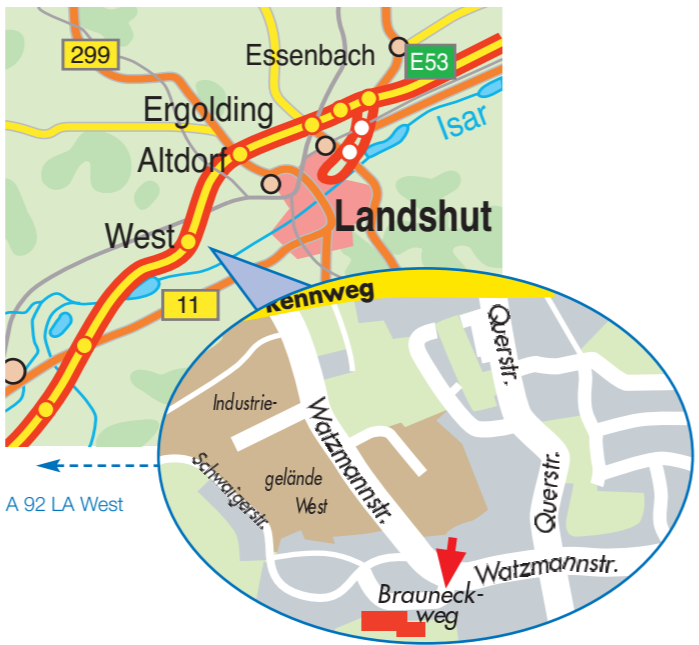 299
Essenbach
E53
Ergolding
Isar
Altdorf
Landshut
West
11
Rennweg
Querstr.
Industrie-
Watzmannstr.
Schwaigerstr.
gelände
West
Querstr.
A 92 LA West
Watzmannstr.
Brauneck-
weg